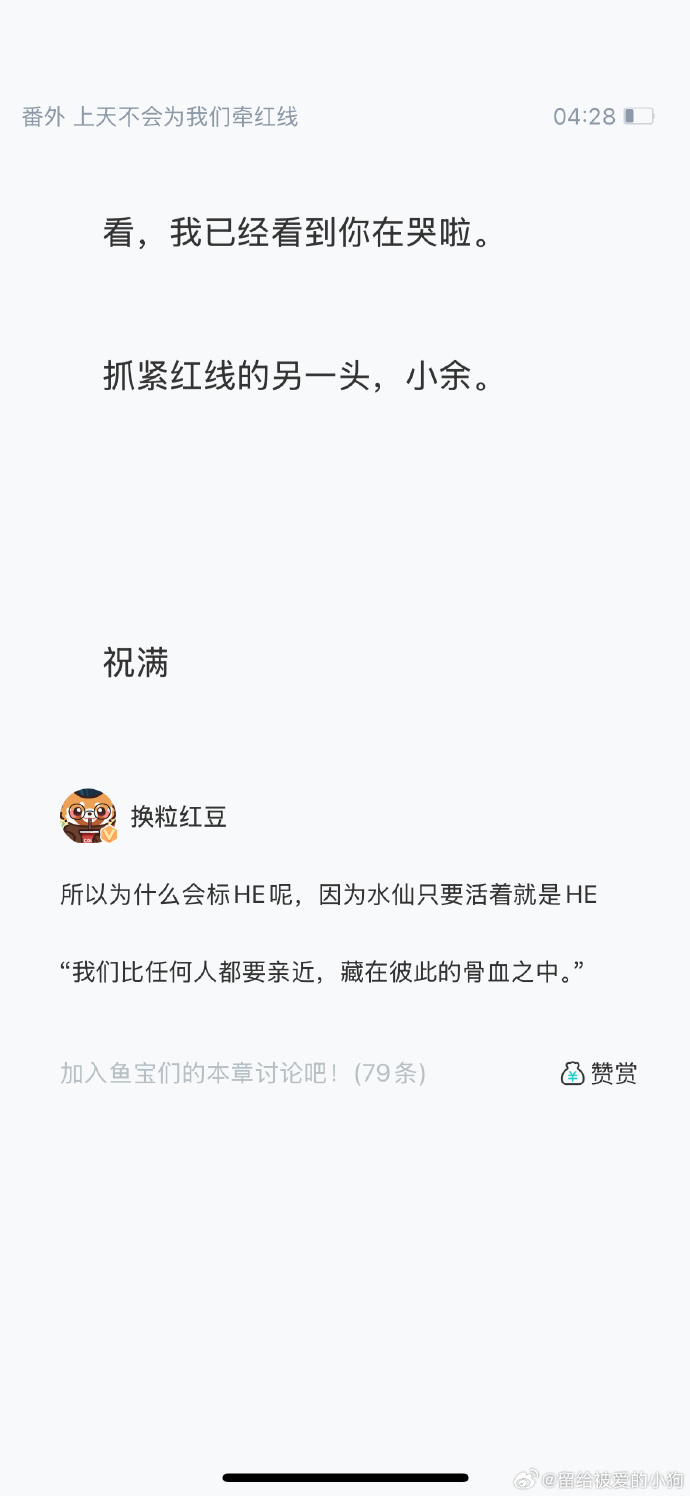 番外 上天不会为我们牵红线
04:28
看，我已经看到你在哭啦。
抓紧红线的另一头，小余。
祝满
换粒红豆
所以为什么会标HE呢，因为水仙只要活着就是HE
“我们比任何人都要亲近，藏在彼此的骨血之中。”
加入鱼宝们的本章讨论吧！(79条)
赞赏
@留给被爱的小狗